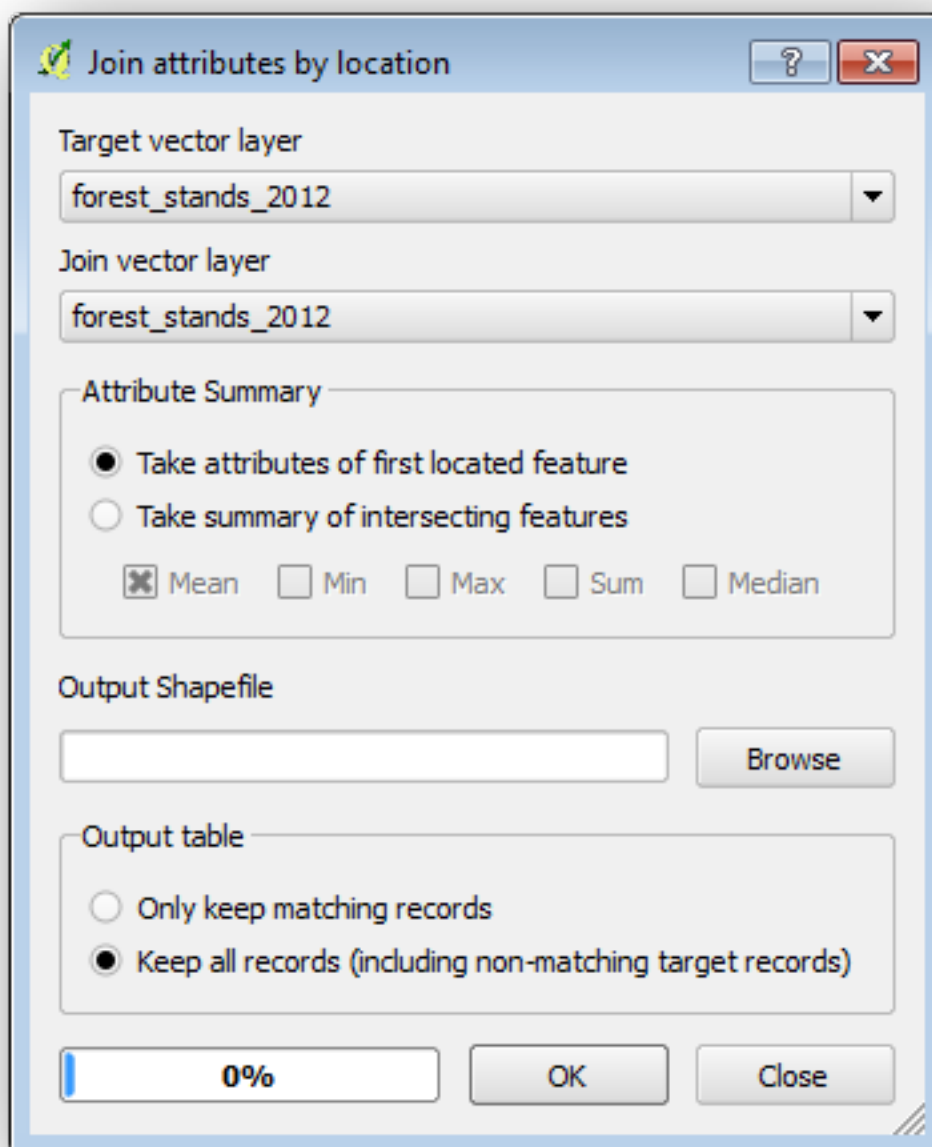 Join attributes by location
Target vector layer
forest_stands_2012
Join vector layer
forest_stands_2012
Attribute Summary
Take attributes of first located feature
Take summary of intersecting features
Mean Min Max Sum Median
Output Shapefile
Browse
Output table
Only keep matching records
Keep all records (including non-matching target records)
0% OK Close